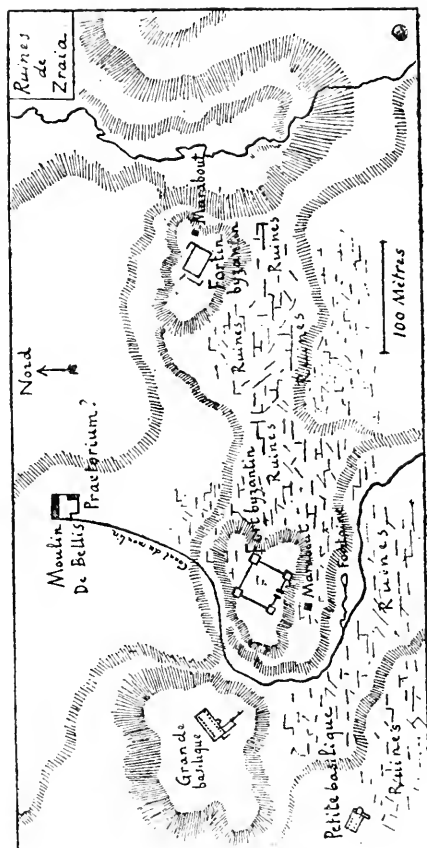 Ruines
de
Zraïa
Nord
Moulin
De Bellis
Praetorium?
Canal du moulin
Marabout
Fortin
byzantin
Ruines
Ruines
Ruines
Ruines
Fort byzantin
Ruines
Marabout
Fontaine
Grande
basilique
Petite basilique
Ruines
Ruines
100 Mètres